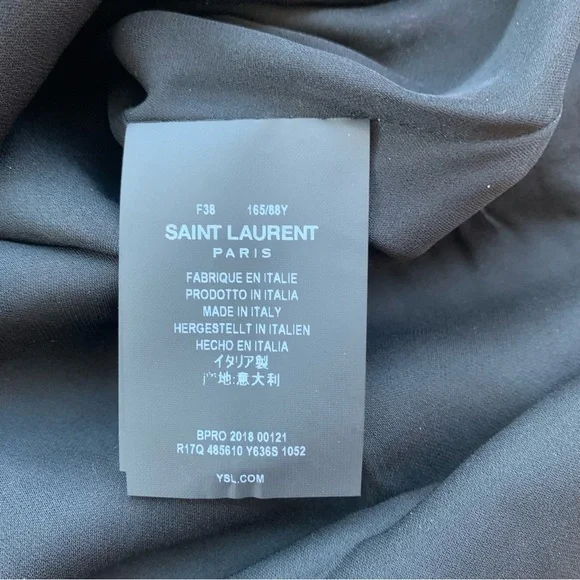 F38 165/88Y
SAINT LAURENT
PARIS
FABRIQUE EN ITALIE
PRODOTTO IN ITALIA
MADE IN ITALY
HERGESTELLT IN ITALIEN
HECHO EN ITALIA
イタリア製
产地:意大利
BPRO 2018 00121
R17Q 485610 Y636S 1052
YSL.COM